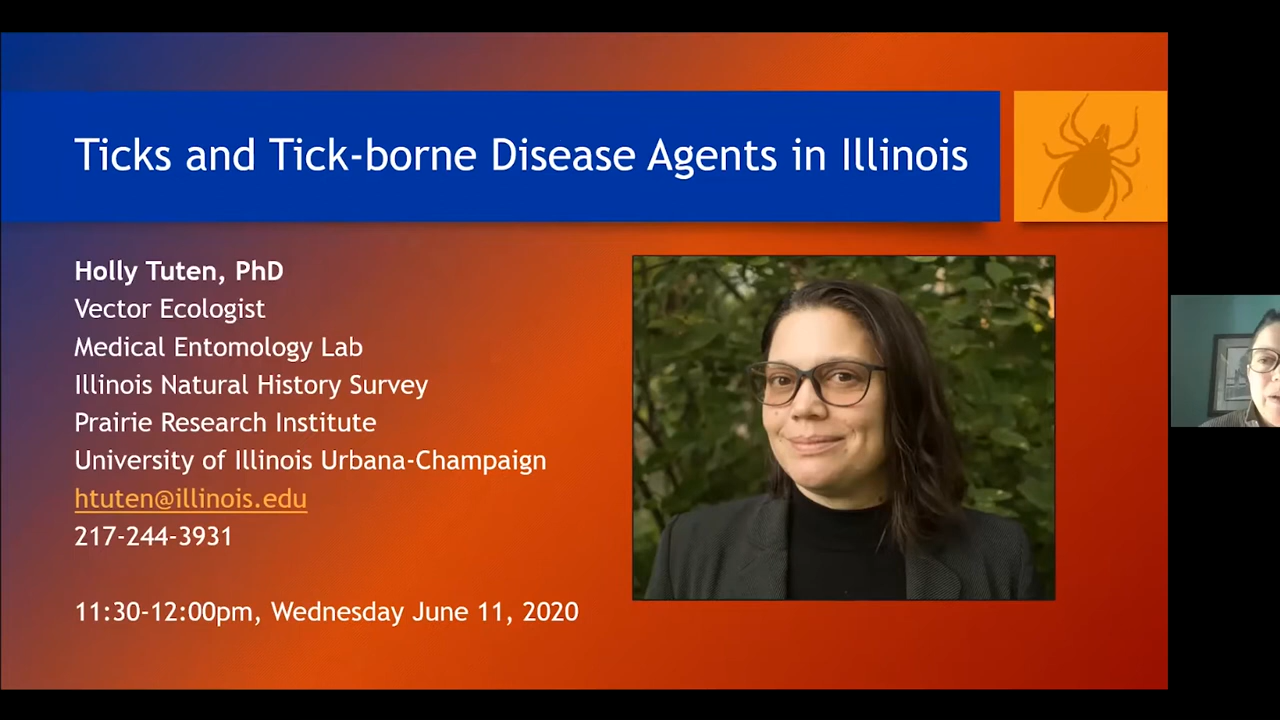 Ticks and Tick-borne Disease Agents in Illinois
Holly Tuten, PhD
Vector Ecologist
Medical Entomology Lab
Illinois Natural History Survey
Prairie Research Institute
University of Illinois Urbana-Champaign
htuten@illinois.edu
217-244-3931
11:30-12:00pm, Wednesday June 11, 2020